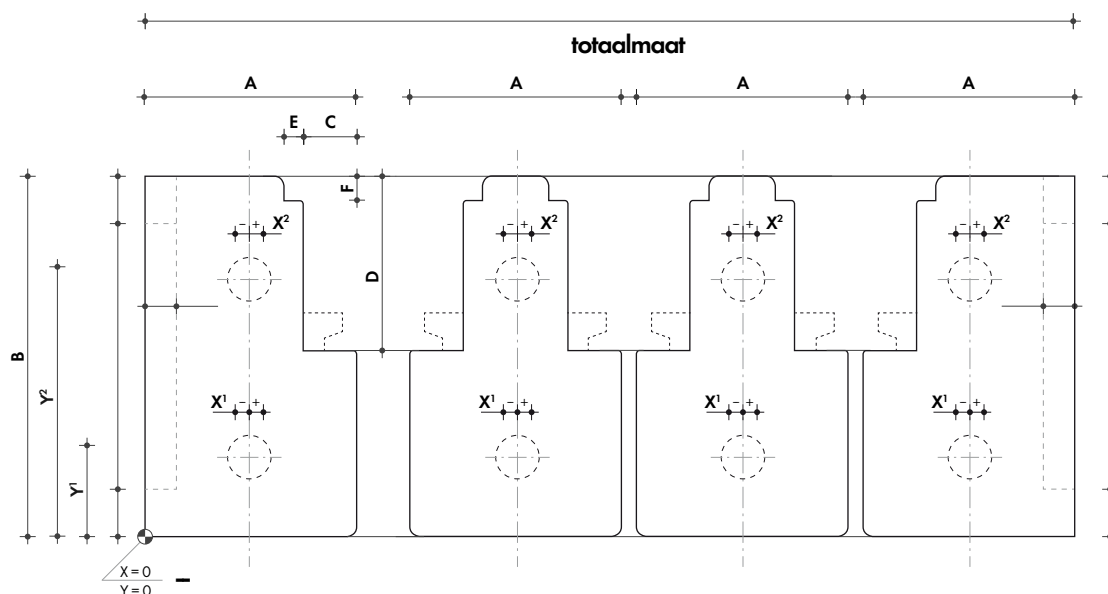 totaalmaat
A A A A
E C
F
X² X² X² X²
- + - + - + - +
D
B
Y²
X¹ X¹ X¹ X¹
- + - + - + - +
Y¹
X = 0
Y = 0